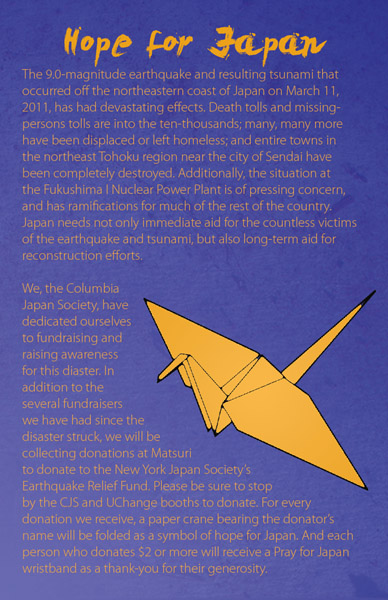 Hope for Japan
The 9.0-magnitude earthquake and resulting tsunami that
occurred off the northeastern coast of Japan on March 11,
2011, has had devastating effects. Death tolls and missing-
persons tolls are into the ten-thousands; many, many more
have been displaced or left homeless; and entire towns in
the northeast Tohoku region near the city of Sendai have
been completely destroyed. Additionally, the situation at
the Fukushima I Nuclear Power Plant is of pressing concern,
and has ramifications for much of the rest of the country.
Japan needs not only immediate aid for the countless victims
of the earthquake and tsunami, but also long-term aid for
reconstruction efforts.
We, the Columbia
Japan Society, have
dedicated ourselves
to fundraising and
raising awareness
for this diaster. In
addition to the
several fundraisers
we have had since the
disaster struck, we will be
collecting donations at Matsuri
to donate to the New York Japan Society's
Earthquake Relief Fund. Please be sure to stop
by the CJS and UChange booths to donate. For every
donation we receive, a paper crane bearing the donator's
name will be folded as a symbol of hope for Japan. And each
person who donates $2 or more will receive a Pray for Japan
wristband as a thank-you for their generosity.